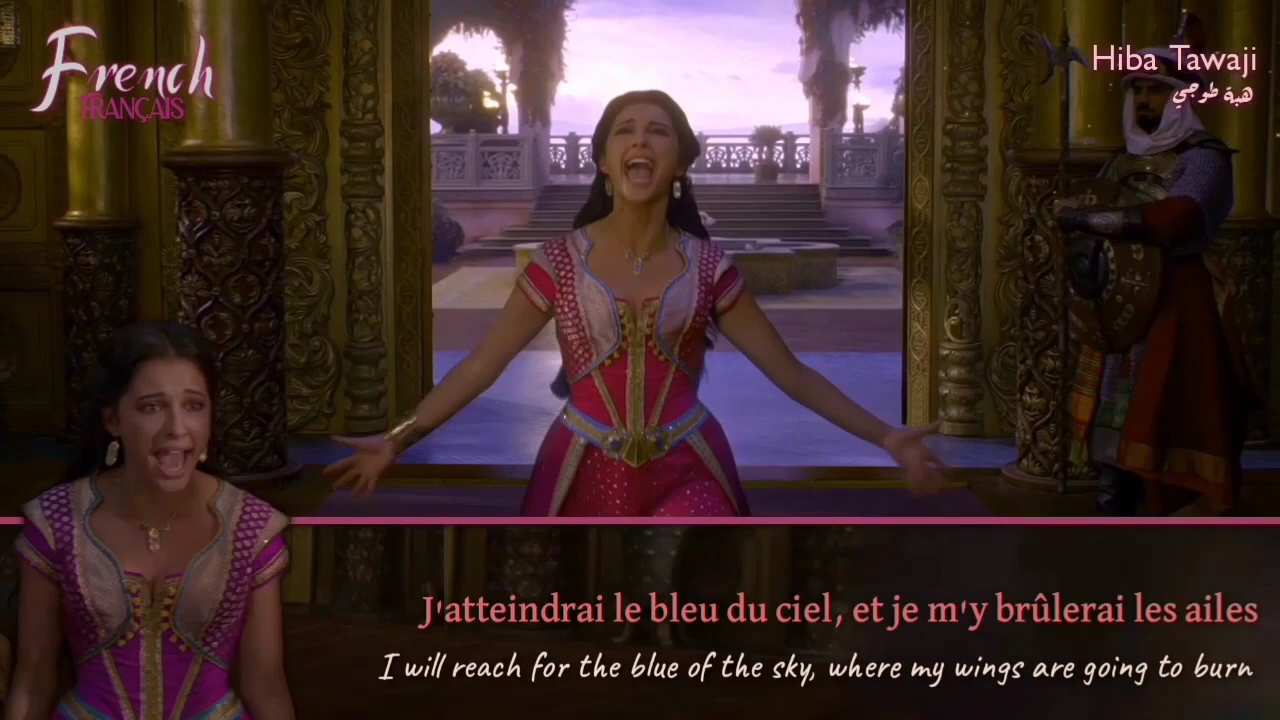 French
FRANÇAIS
Hiba Tawaji
هبة طوجي
J'atteindrai le bleu du ciel, et je m'y brûlerai les ailes
I will reach for the blue of the sky, where my wings are going to burn